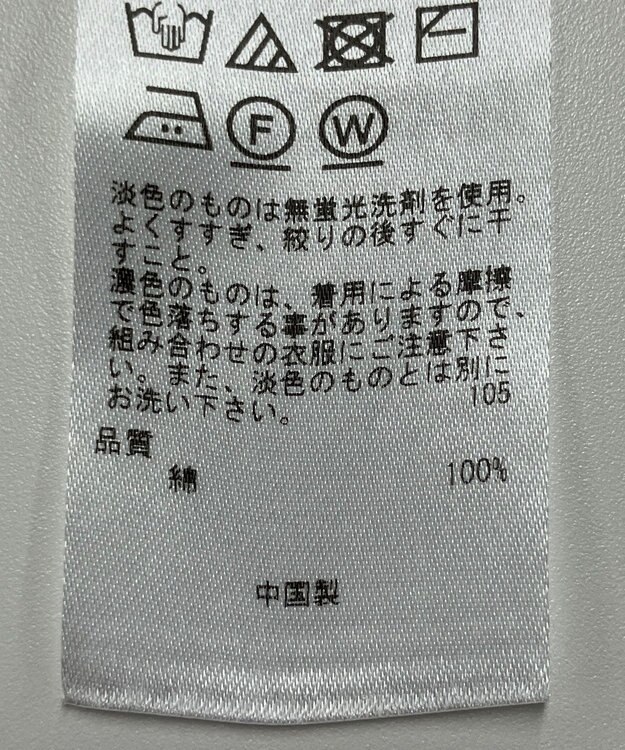 F W
淡色のものは無蛍光洗剤を使用。
よくすすぎ、絞りの後すぐに干
すこと。
濃色のものは、着用による摩擦
で色落ちする事がありますので、
組み合わせの衣服にご注意下さ
い。また、淡色のものとは別に
お洗い下さい。 105
品質
綿 100%
中国製